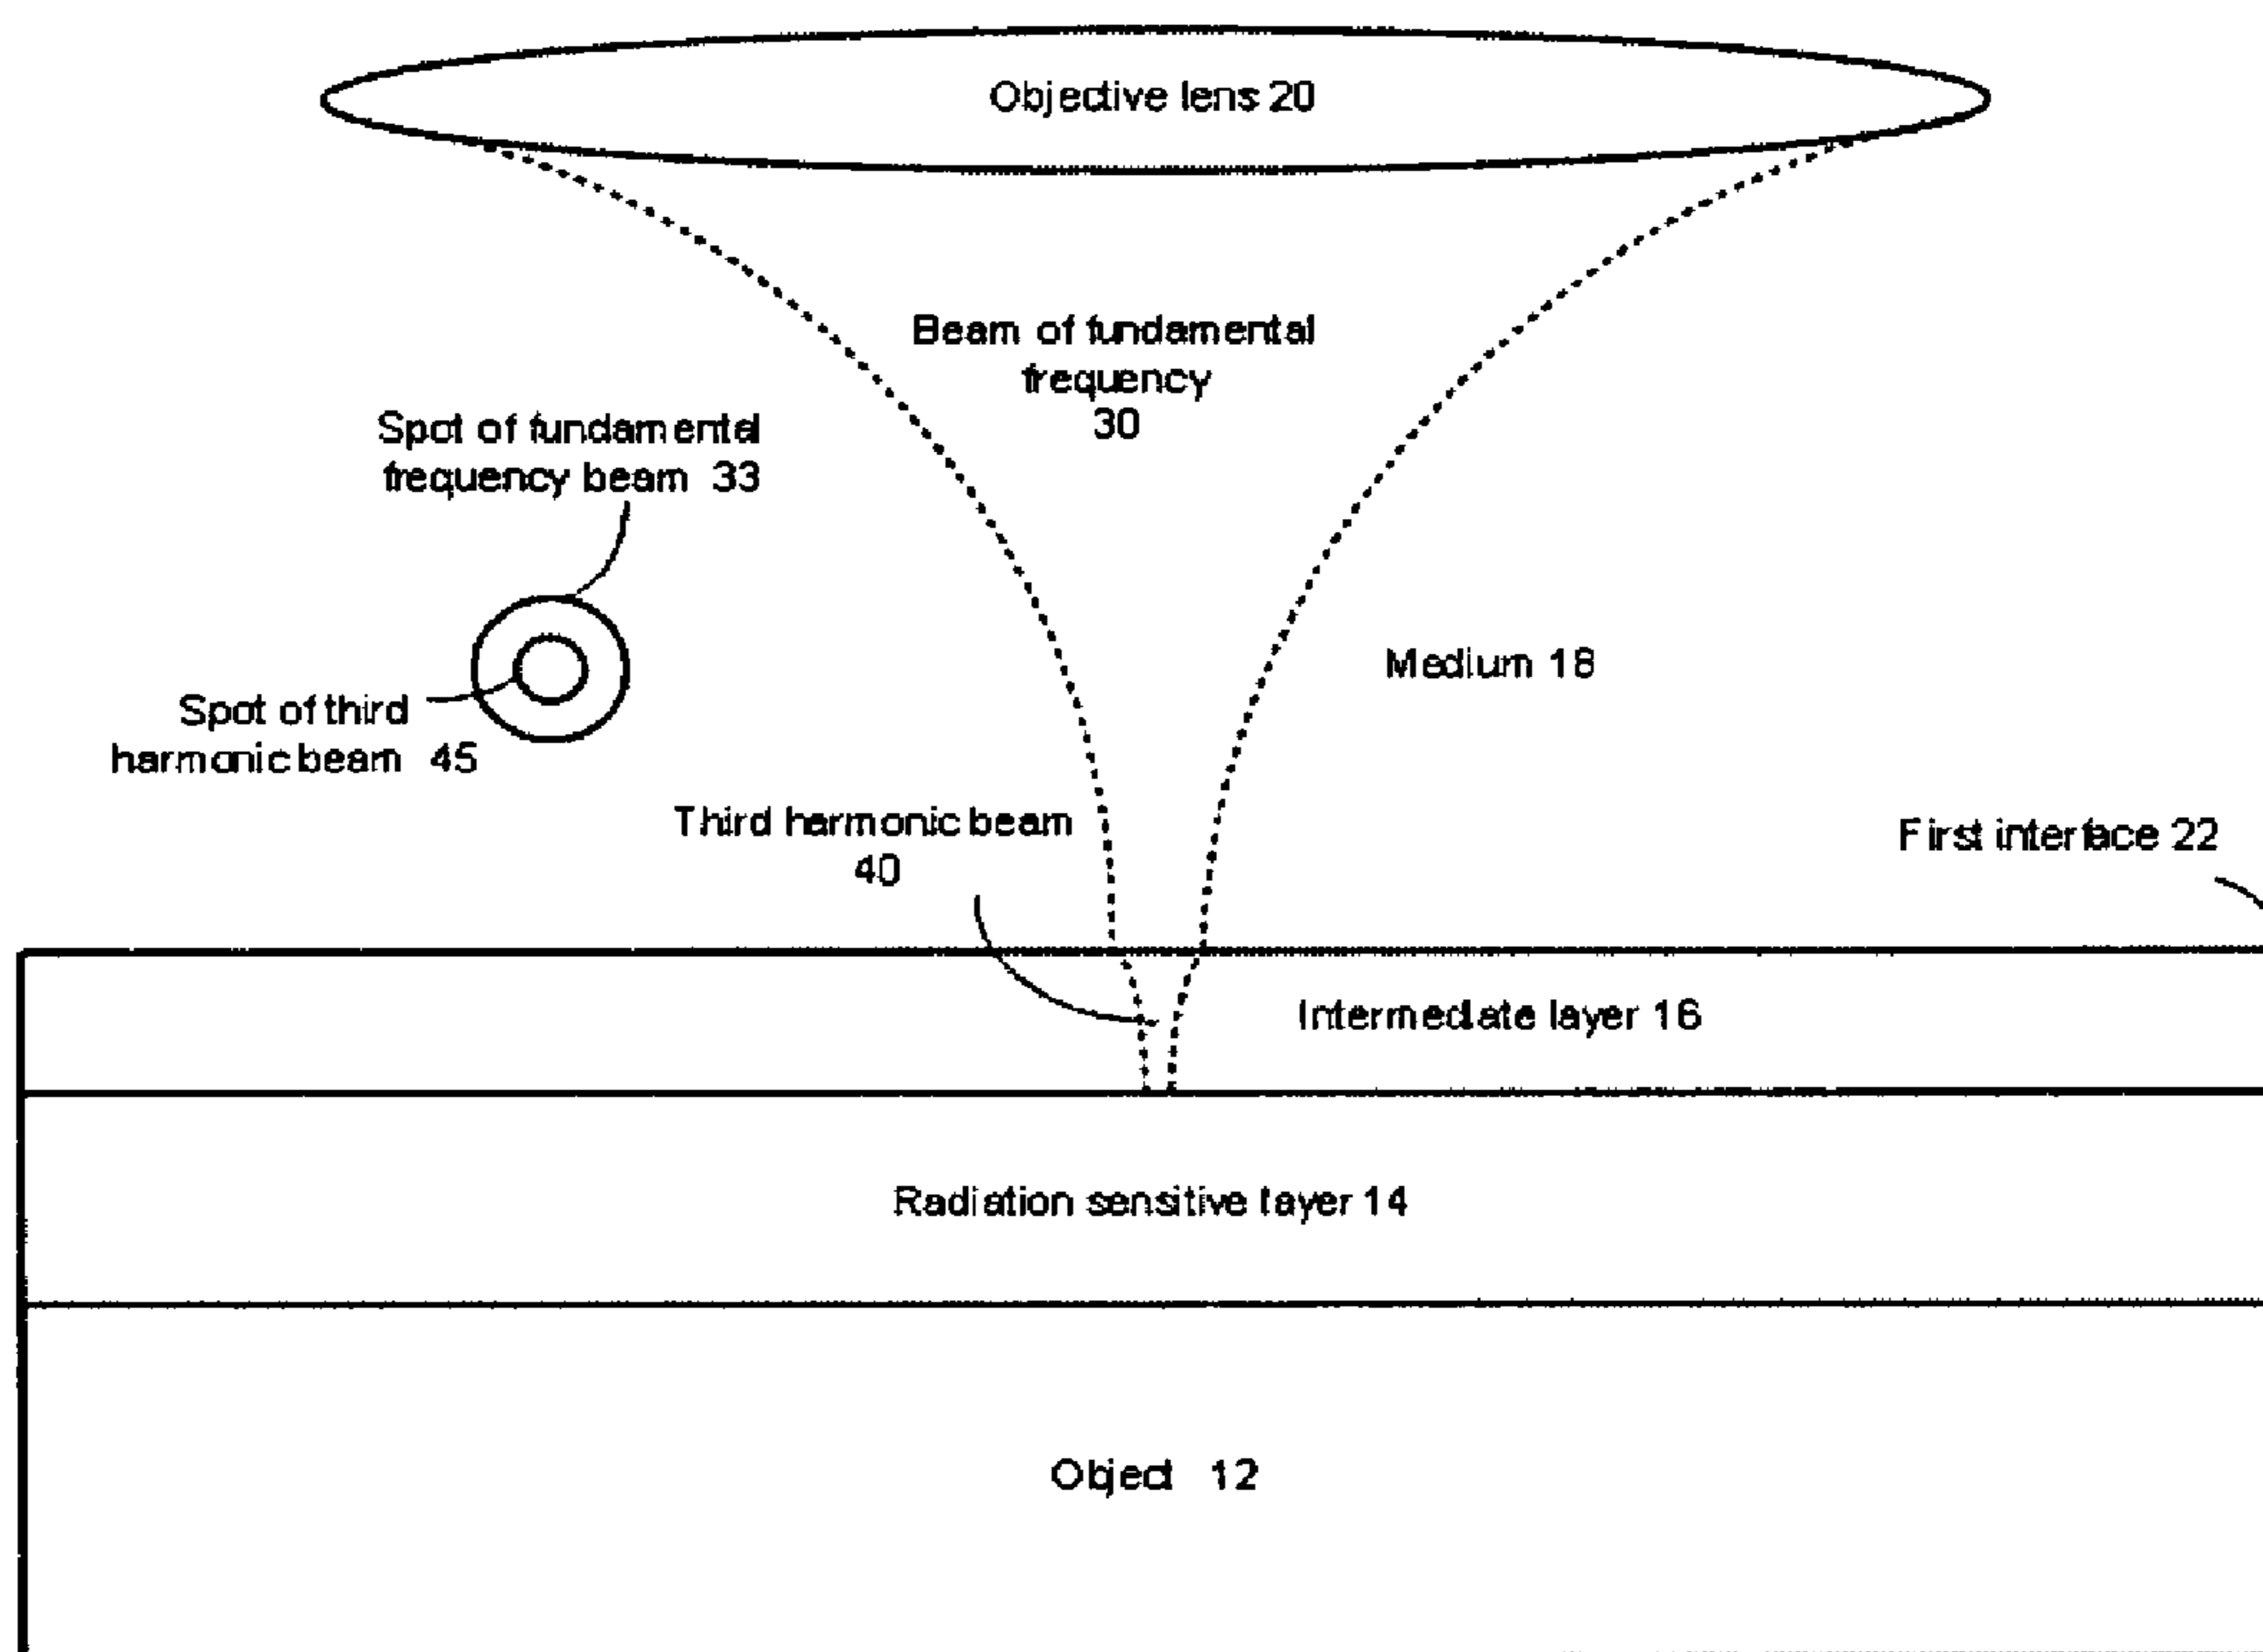 Objective lens 20
Beam of fundamental
frequency
30
Spot of fundamental
frequency beam 33
Medium 18
Spot of third
harmonic beam 45
Third harmonic beam
40
First interface 22
Intermediate layer 16
Radiation sensitive layer 14
Object 12